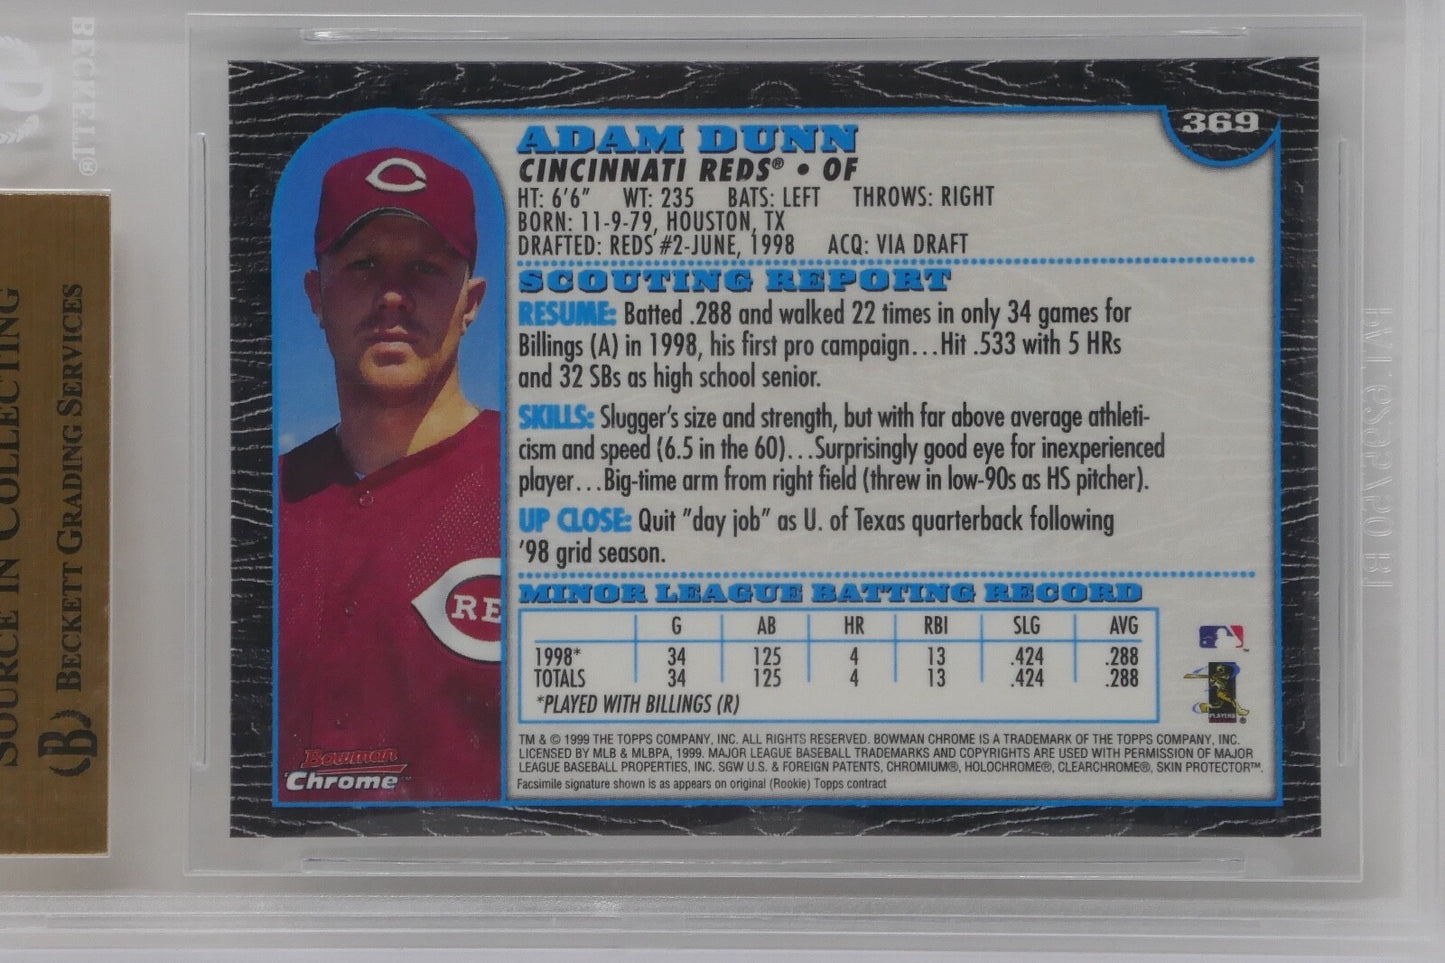 BECKETT®
SOURCE IN COLLECTING
BECKETT GRADING SERVICES
369
ADAM DUNN
CINCINNATI REDS® • OF
HT: 6'6" WT: 235 BATS: LEFT THROWS: RIGHT
BORN: 11-9-79, HOUSTON, TX
DRAFTED: REDS #2-JUNE, 1998 ACQ: VIA DRAFT
SCOUTING REPORT
RESUME: Batted .288 and walked 22 times in only 34 games for
Billings (A) in 1998, his first pro campaign...Hit .533 with 5 HRs
and 32 SBs as high school senior.
SKILLS: Slugger's size and strength, but with far above average athleti-
cism and speed (6.5 in the 60)...Surprisingly good eye for inexperienced
player...Big-time arm from right field (threw in low-90s as HS pitcher).
UP CLOSE: Quit "day job" as U. of Texas quarterback following
'98 grid season.
MINOR LEAGUE BATTING RECORD
G AB HR RBI SLG AVG
1998* 34 125 4 13 .424 .288
TOTALS 34 125 4 13 .424 .288
*PLAYED WITH BILLINGS (R)
RE
Bowman
Chrome™
PLAYERS
TM & © 1999 THE TOPPS COMPANY, INC. ALL RIGHTS RESERVED. BOWMAN CHROME IS A TRADEMARK OF THE TOPPS COMPANY, INC.
LICENSED BY MLB & MLBPA, 1999. MAJOR LEAGUE BASEBALL TRADEMARKS AND COPYRIGHTS ARE USED WITH PERMISSION OF MAJOR
LEAGUE BASEBALL PROPERTIES, INC. SGW U.S. & FOREIGN PATENTS, CHROMIUM®, HOLOCHROME®, CLEARCHROME®, SKIN PROTECTOR™.
Facsimile signature shown is as appears on original (Rookie) Topps contract